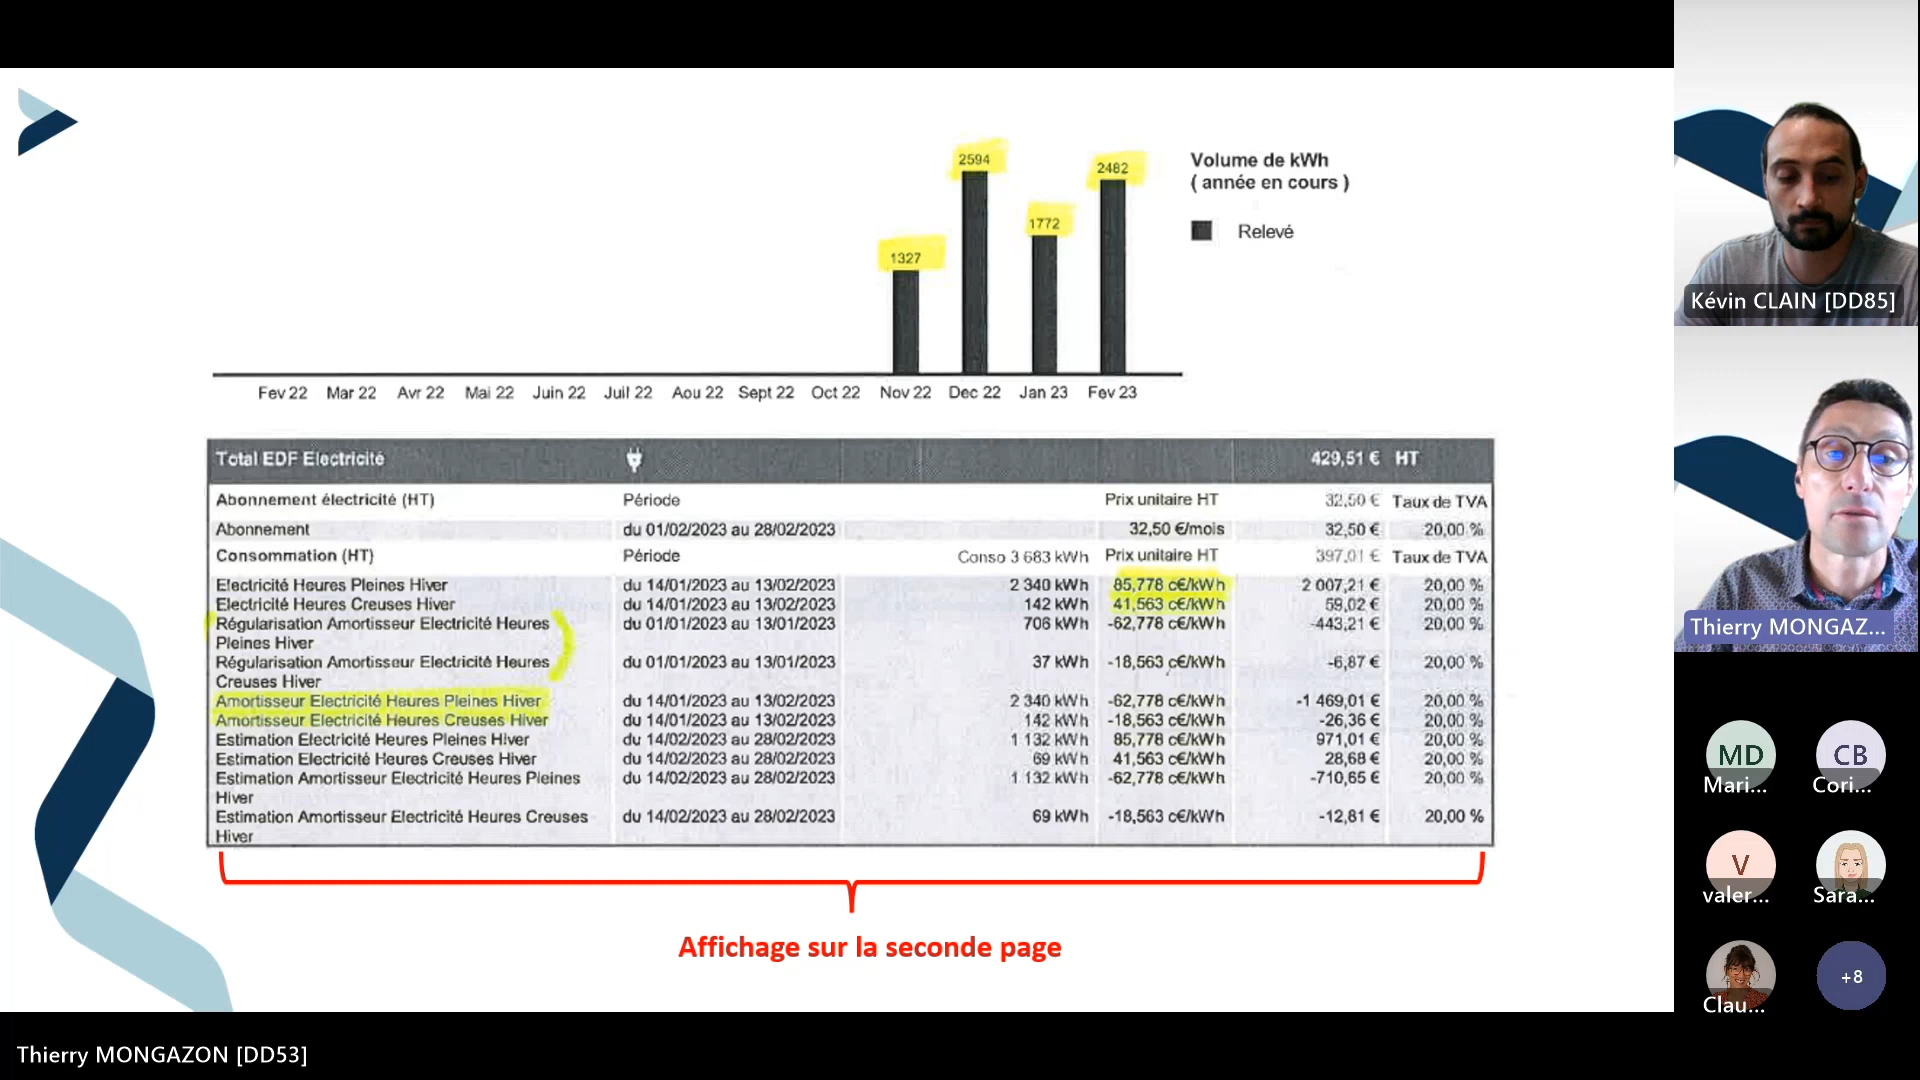 2594
2482
1772
1327
Volume de kWh
( année en cours )
Relevé
Fev 22 Mar 22 Avr 22 Mai 22 Juin 22 Juil 22 Aou 22 Sept 22 Oct 22 Nov 22 Dec 22 Jan 23 Fev 23
Total EDF Electricité 429,51 € HT
Abonnement électricité (HT) Période Prix unitaire HT 32,50 € Taux de TVA
Abonnement du 01/02/2023 au 28/02/2023 32,50 €/mois 32,50 € 20,00 %
Consommation (HT) Période Conso 3 683 kWh Prix unitaire HT 397,01 € Taux de TVA
Electricité Heures Pleines Hiver du 14/01/2023 au 13/02/2023 2 340 kWh 85,778 c€/kWh 2 007,21 € 20,00 %
Electricité Heures Creuses Hiver du 14/01/2023 au 13/02/2023 142 kWh 41,563 c€/kWh 59,02 € 20,00 %
Régularisation Amortisseur Electricité Heures du 01/01/2023 au 13/01/2023 706 kWh -62,778 c€/kWh -443,21 € 20,00 %
Pleines Hiver
Régularisation Amortisseur Electricité Heures du 01/01/2023 au 13/01/2023 37 kWh -18,563 c€/kWh -6,87 € 20,00 %
Creuses Hiver
Amortisseur Electricité Heures Pleines Hiver du 14/01/2023 au 13/02/2023 2 340 kWh -62,778 c€/kWh -1 469,01 € 20,00 %
Amortisseur Electricité Heures Creuses Hiver du 14/01/2023 au 13/02/2023 142 kWh -18,563 c€/kWh -26,36 € 20,00 %
Estimation Electricité Heures Pleines Hiver du 14/02/2023 au 28/02/2023 1 132 kWh 85,778 c€/kWh 971,01 € 20,00 %
Estimation Electricité Heures Creuses Hiver du 14/02/2023 au 28/02/2023 69 kWh 41,563 c€/kWh 28,68 € 20,00 %
Estimation Amortisseur Electricité Heures Pleines du 14/02/2023 au 28/02/2023 1 132 kWh -62,778 c€/kWh -710,65 € 20,00 %
Hiver
Estimation Amortisseur Electricité Heures Creuses du 14/02/2023 au 28/02/2023 69 kWh -18,563 c€/kWh -12,81 € 20,00 %
Hiver
Affichage sur la seconde page
Kévin CLAIN [DD85]
Thierry MONGAZ...
MD CB
Mari... Cori...
V
valer... Sara...
+8
Clau...
Thierry MONGAZON [DD53]